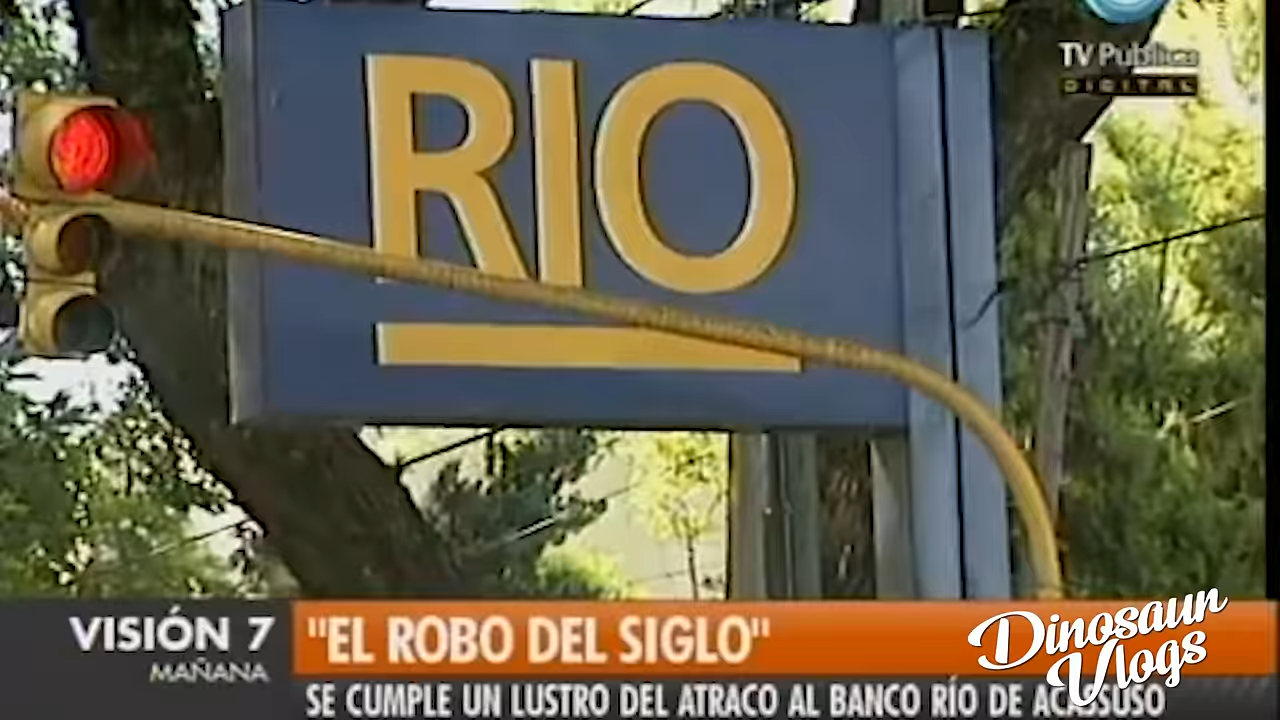 TV Pública
DIGITAL
RIO
VISIÓN 7
MAÑANA
"EL ROBO DEL SIGLO"
SE CUMPLE UN LUSTRO DEL ATRACO AL BANCO RÍO DE ACASSUSO
Dinosaur
Vlogs